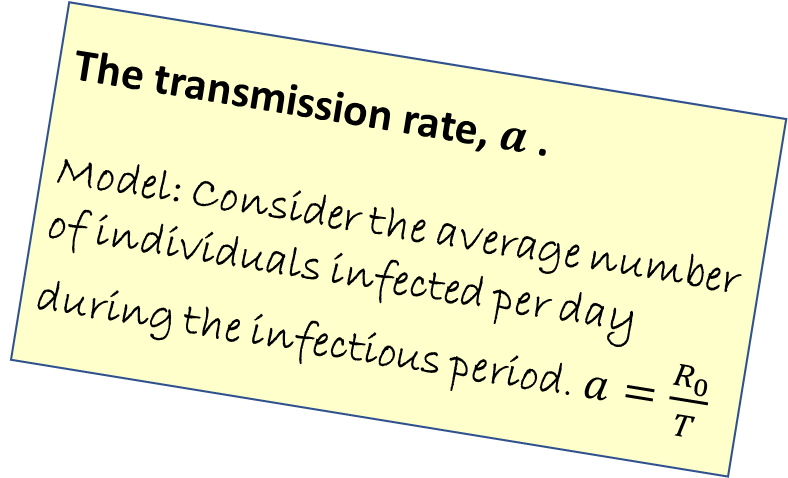 The transmission rate, a .
Model: Consider the average number
of individuals infected per day
during the infectious period. a = R₀/T